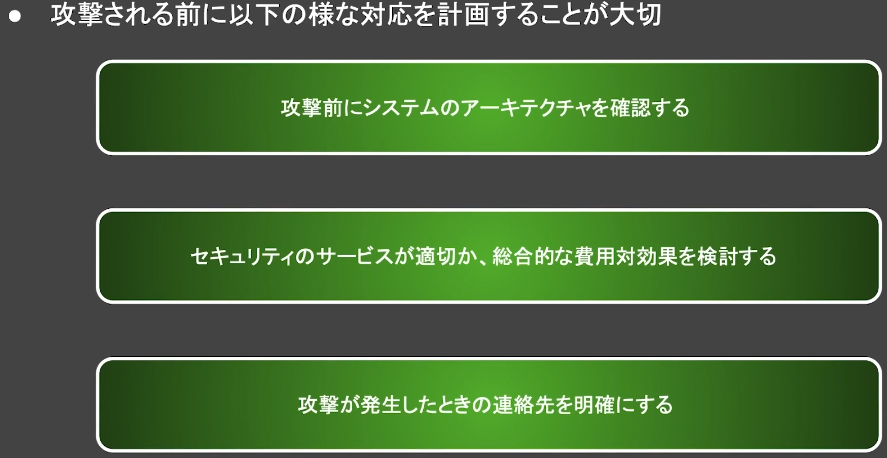 ● 攻撃される前に以下の様な対応を計画することが大切
攻撃前にシステムのアーキテクチャを確認する
セキュリティのサービスが適切か、総合的な費用対効果を検討する
攻撃が発生したときの連絡先を明確にする